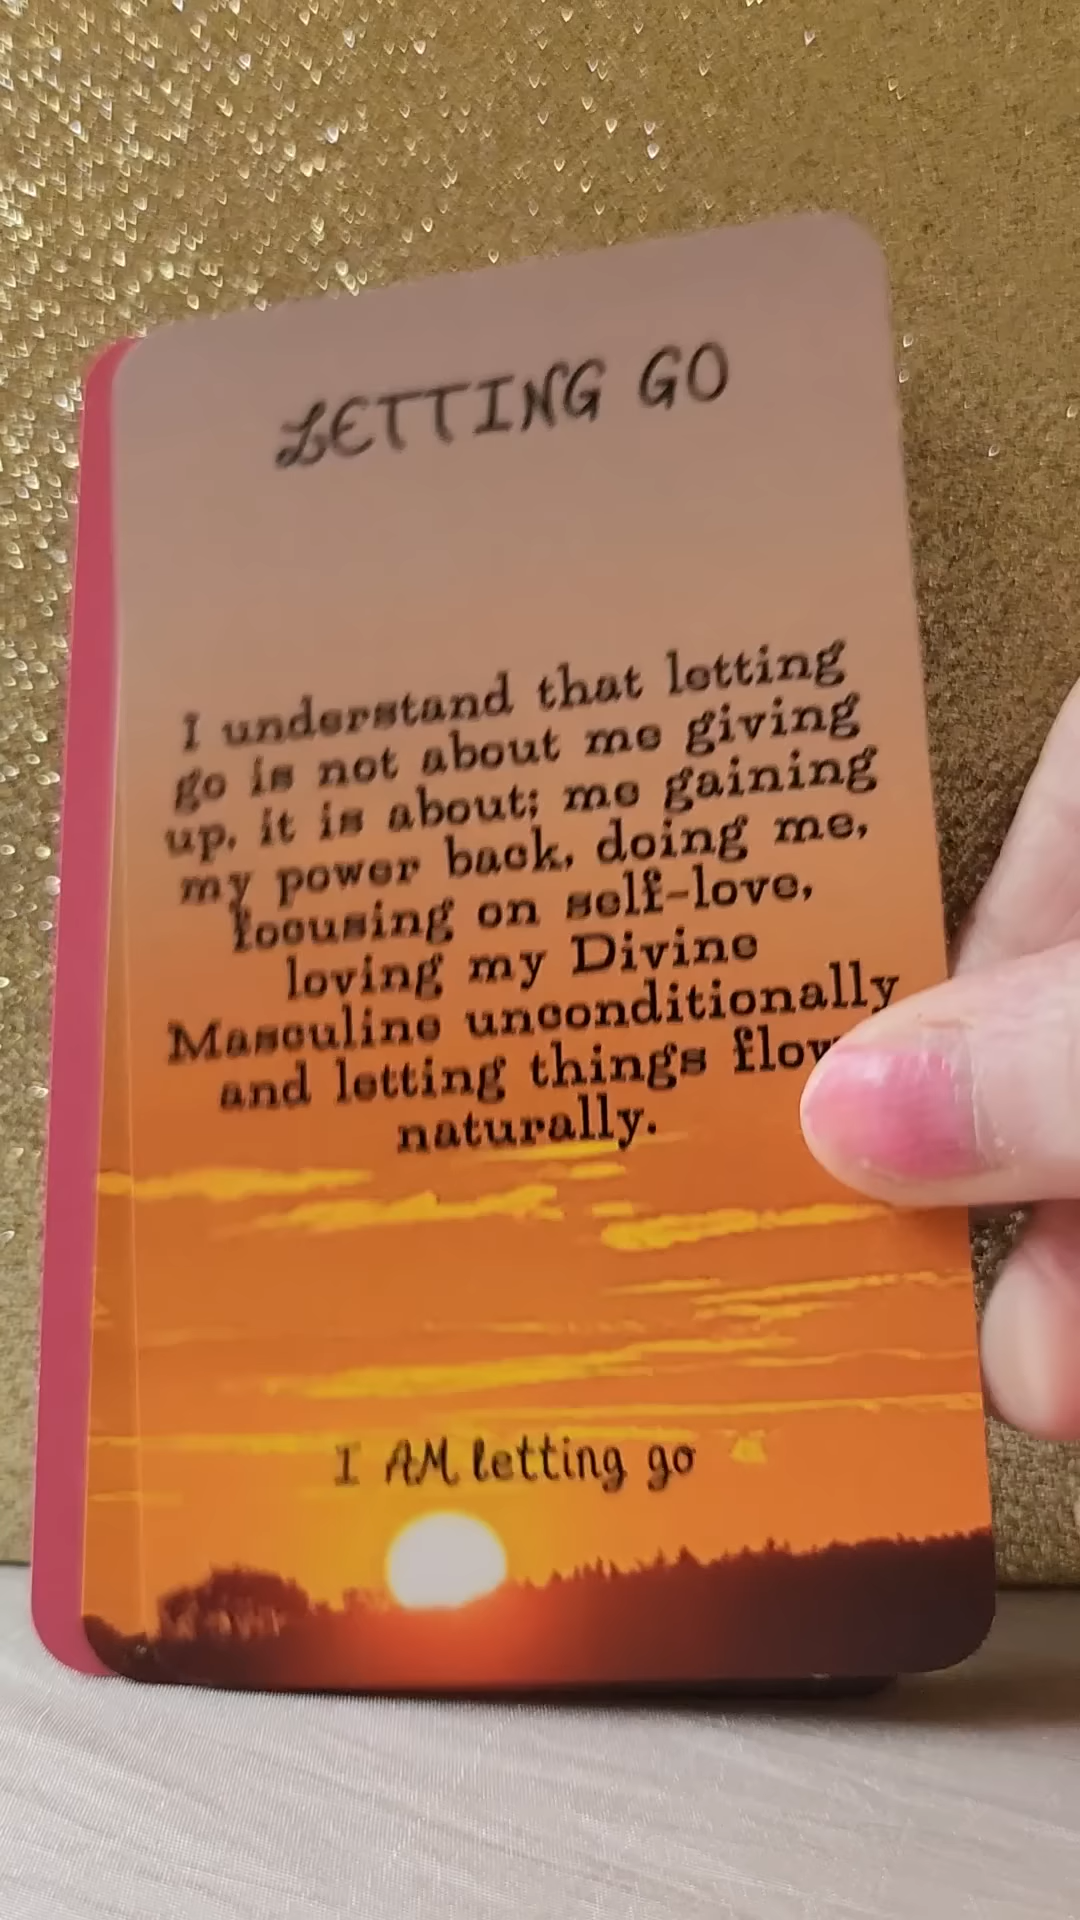 LETTING GO
I understand that letting
go is not about me giving
up, it is about; me gaining
my power back, doing me,
focusing on self-love,
loving my Divine
Masculine unconditionally
and letting things flow
naturally.
I AM letting go